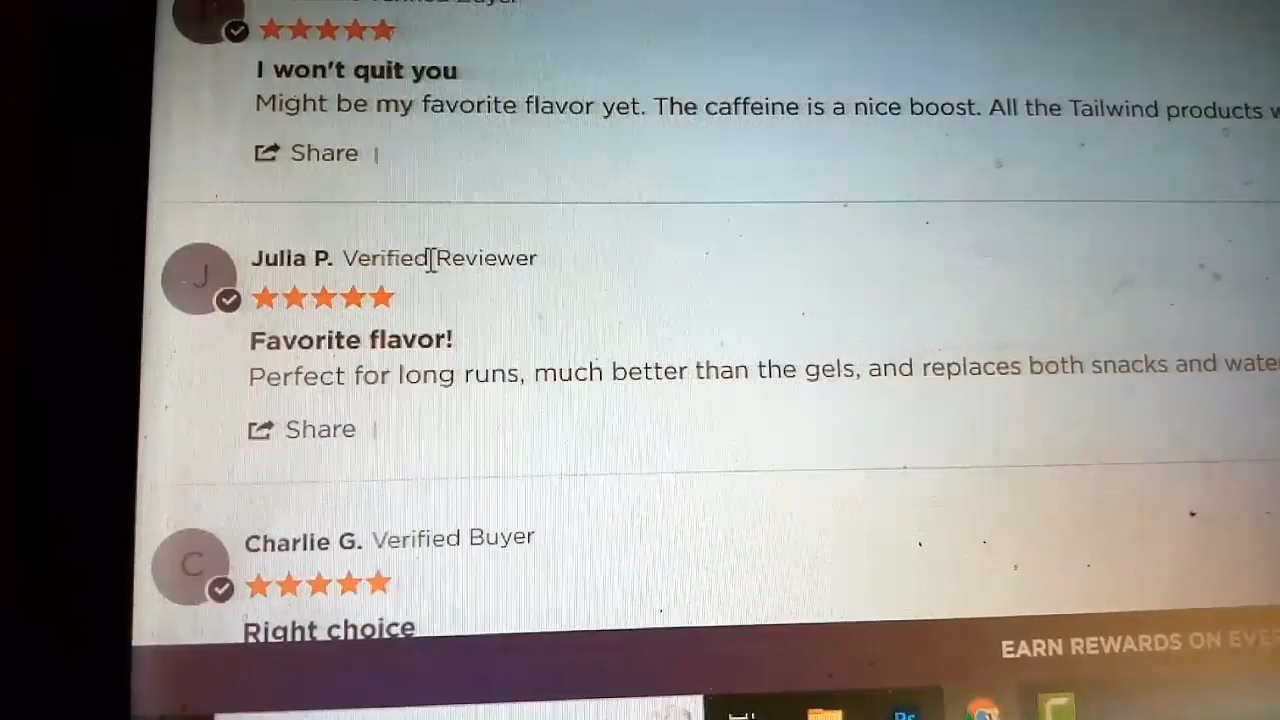 I won't quit you
Might be my favorite flavor yet. The caffeine is a nice boost. All the Tailwind products
Share |
J
Julia P. Verified Reviewer
Favorite flavor!
Perfect for long runs, much better than the gels, and replaces both snacks and wate
Share |
C
Charlie G. Verified Buyer
Right choice
EARN REWARDS ON EVE